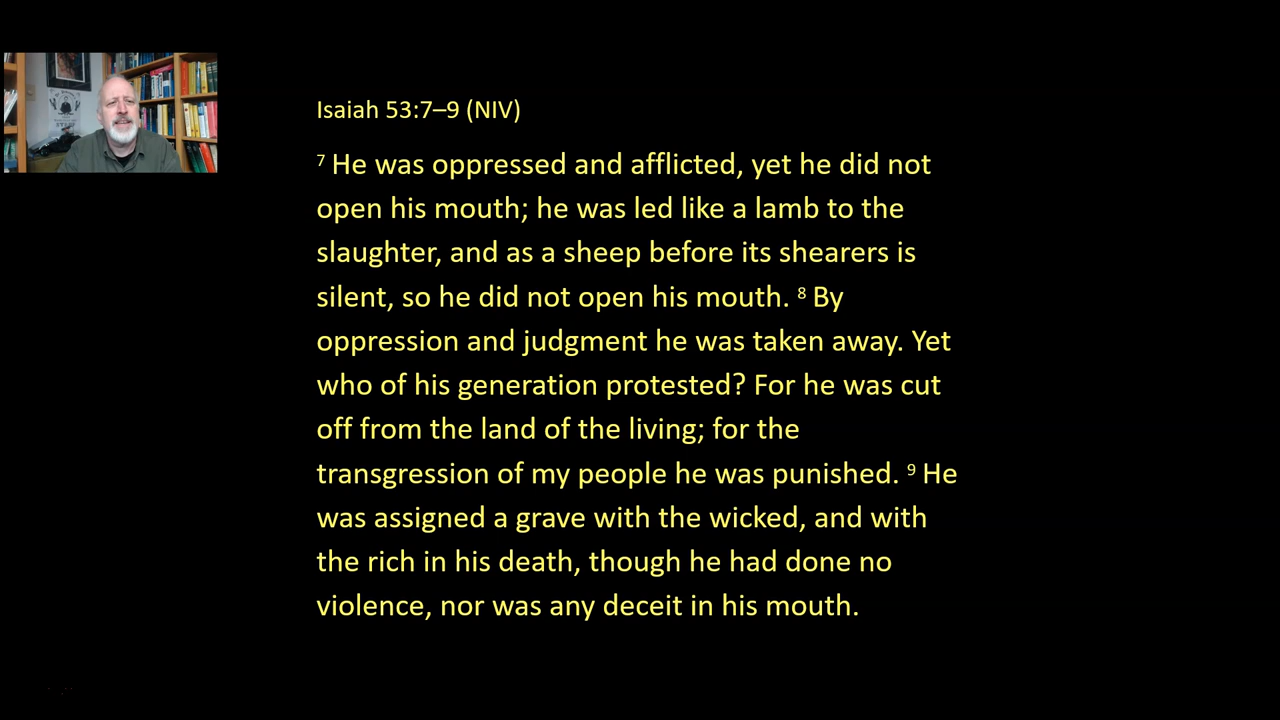 Isaiah 53:7–9 (NIV)
7 He was oppressed and afflicted, yet he did not
open his mouth; he was led like a lamb to the
slaughter, and as a sheep before its shearers is
silent, so he did not open his mouth. 8 By
oppression and judgment he was taken away. Yet
who of his generation protested? For he was cut
off from the land of the living; for the
transgression of my people he was punished. 9 He
was assigned a grave with the wicked, and with
the rich in his death, though he had done no
violence, nor was any deceit in his mouth.